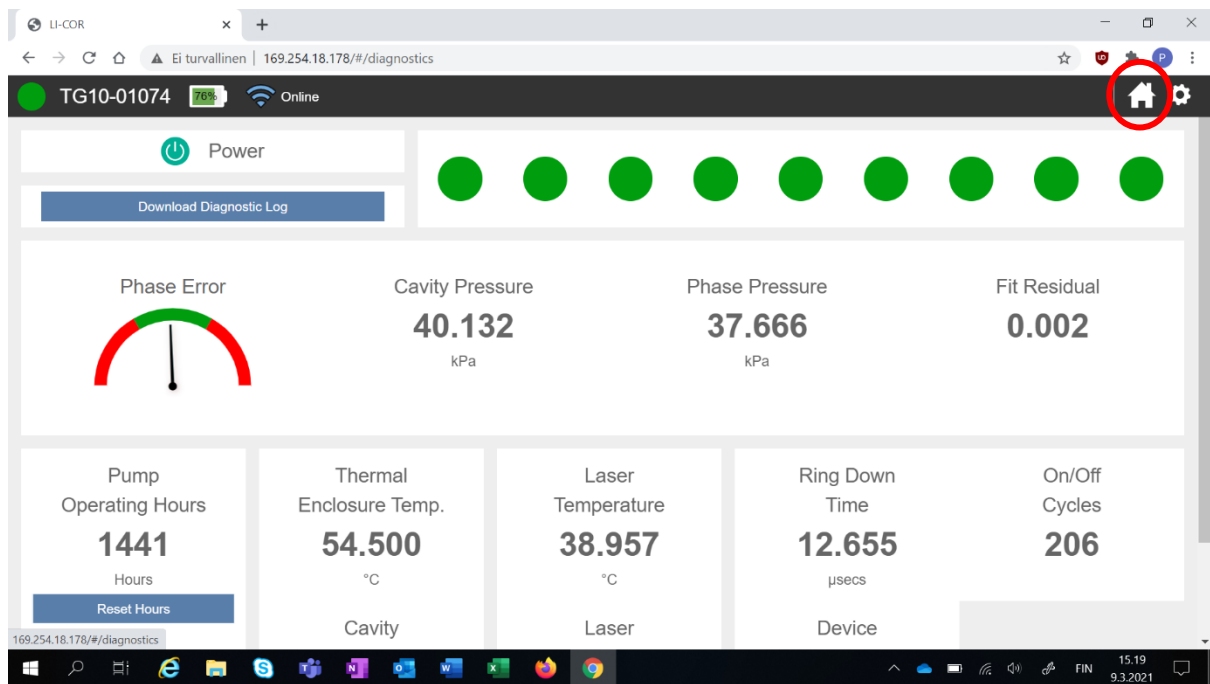 LI-COR
Ei turvallinen | 169.254.18.178/#/diagnostics
P
TG10-01074 76% Online
Power
Download Diagnostic Log
Phase Error
Cavity Pressure
Phase Pressure
Fit Residual
40.132
37.666
0.002
kPa
kPa
Pump
Operating Hours
Thermal
Enclosure Temp.
Laser
Temperature
Ring Down
Time
On/Off
Cycles
1441
54.500
38.957
12.655
206
Hours
°C
°C
µsecs
Reset Hours
Cavity
Laser
Device
169.254.18.178/#/diagnostics
FIN
15.19
9.3.2021